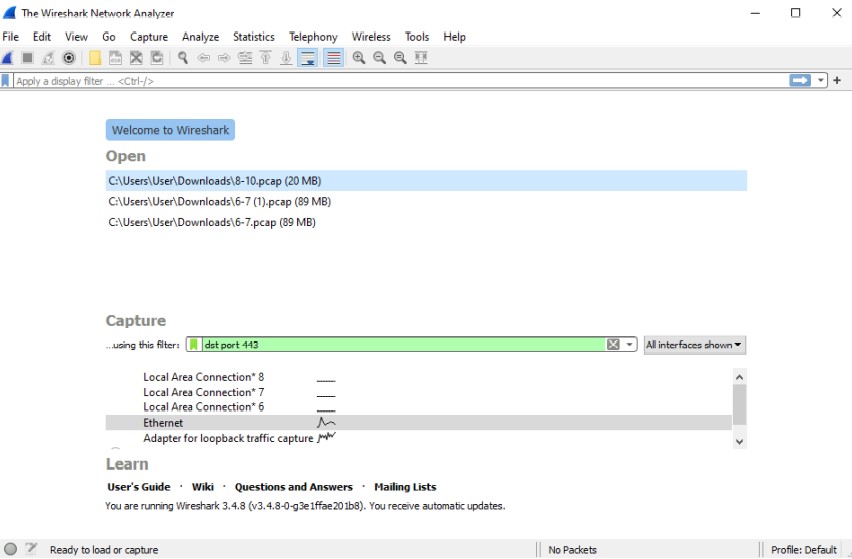 The Wireshark Network Analyzer
File Edit View Go Capture Analyze Statistics Telephony Wireless Tools Help
Apply a display filter ... <Ctrl-/>
Welcome to Wireshark
Open
C:\Users\User\Downloads\8-10.pcap (20 MB)
C:\Users\User\Downloads\6-7 (1).pcap (89 MB)
C:\Users\User\Downloads\6-7.pcap (89 MB)
Capture
...using this filter: dst port 443 All interfaces shown
Local Area Connection* 8
Local Area Connection* 7
Local Area Connection* 6
Ethernet
Adapter for loopback traffic capture
Learn
User's Guide · Wiki · Questions and Answers · Mailing Lists
You are running Wireshark 3.4.8 (v3.4.8-0-g3e1ffae201b8). You receive automatic updates.
Ready to load or capture No Packets Profile: Default